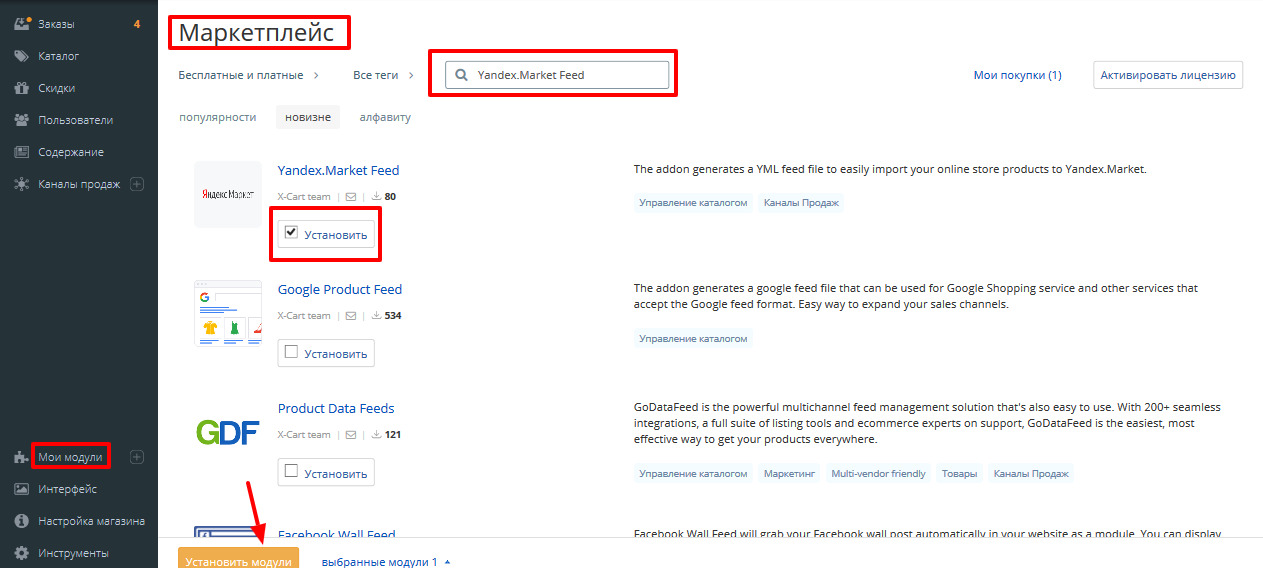 Заказы 4
Каталог
Скидки
Пользователи
Содержание
Каналы продаж
Мои модули
Интерфейс
Настройка магазина
Инструменты
Маркетплейс
Бесплатные и платные
Все теги
Yandex.Market Feed
Мои покупки (1)
Активировать лицензию
популярности
новизне
алфавиту
Яндекс Маркет
Yandex.Market Feed
X-Cart team | | 80
Установить
The addon generates a YML feed file to easily import your online store products to Yandex.Market.
Управление каталогом Каналы Продаж
Google Product Feed
X-Cart team | | 534
Установить
The addon generates a google feed file that can be used for Google Shopping service and other services that
accept the Google feed format. Easy way to expand your sales channels.
Управление каталогом
GDF
Product Data Feeds
X-Cart team | | 121
Установить
GoDataFeed is the powerful multichannel feed management solution that's also easy to use. With 200+ seamless
integrations, a full suite of listing tools and ecommerce experts on support, GoDataFeed is the easiest, most
effective way to get your products everywhere.
Управление каталогом Маркетинг Multi-vendor friendly Товары Каналы Продаж
Facebook Wall Feed
Facebook Wall Feed will grab your Facebook wall post automatically in your website as a module. You can display
Установить модули
выбранные модули 1